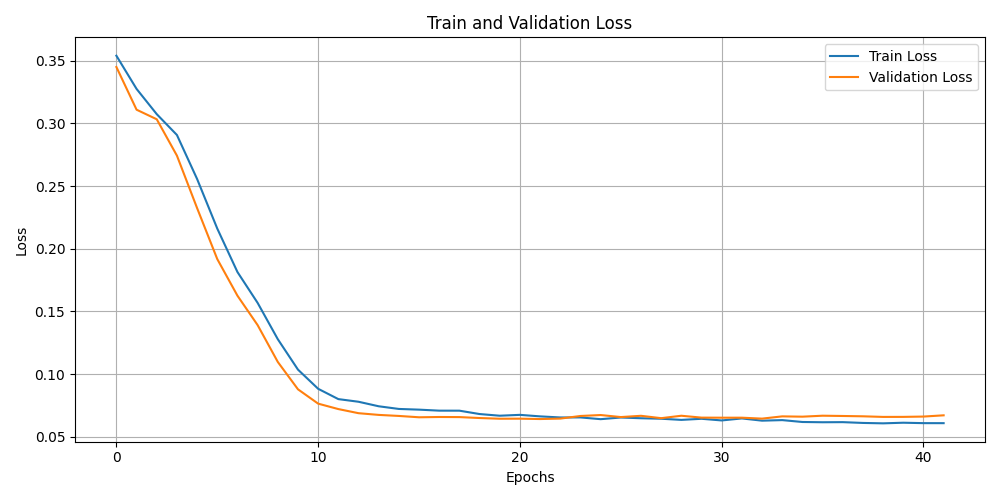 Train and Validation Loss
Train Loss
Validation Loss
0.35
0.30
0.25
0.20
0.15
0.10
0.05
Loss
0 10 20 30 40
Epochs